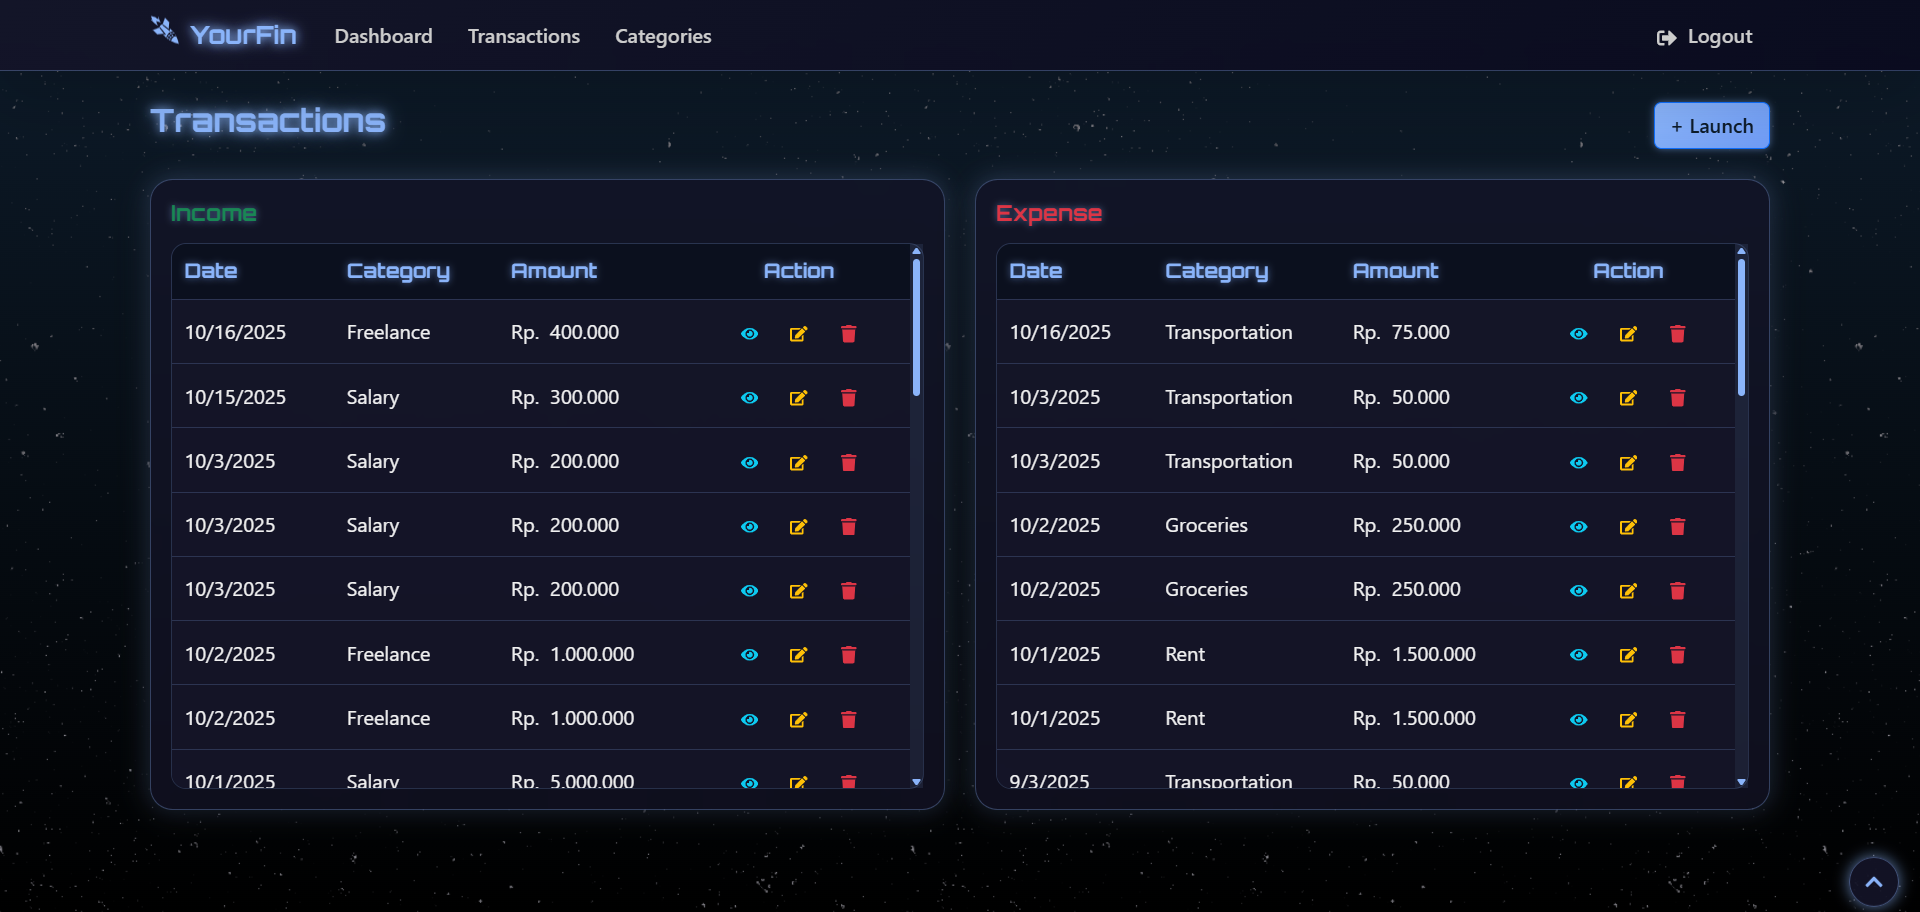 YourFin Dashboard Transactions Categories Logout
Transactions
+ Launch
Income
Date Category Amount Action
10/16/2025 Freelance Rp. 400.000
10/15/2025 Salary Rp. 300.000
10/3/2025 Salary Rp. 200.000
10/3/2025 Salary Rp. 200.000
10/3/2025 Salary Rp. 200.000
10/2/2025 Freelance Rp. 1.000.000
10/2/2025 Freelance Rp. 1.000.000
10/1/2025 Salary Rp. 5.000.000
Expense
Date Category Amount Action
10/16/2025 Transportation Rp. 75.000
10/3/2025 Transportation Rp. 50.000
10/3/2025 Transportation Rp. 50.000
10/2/2025 Groceries Rp. 250.000
10/2/2025 Groceries Rp. 250.000
10/1/2025 Rent Rp. 1.500.000
10/1/2025 Rent Rp. 1.500.000
9/3/2025 Transportation Rp. 50.000